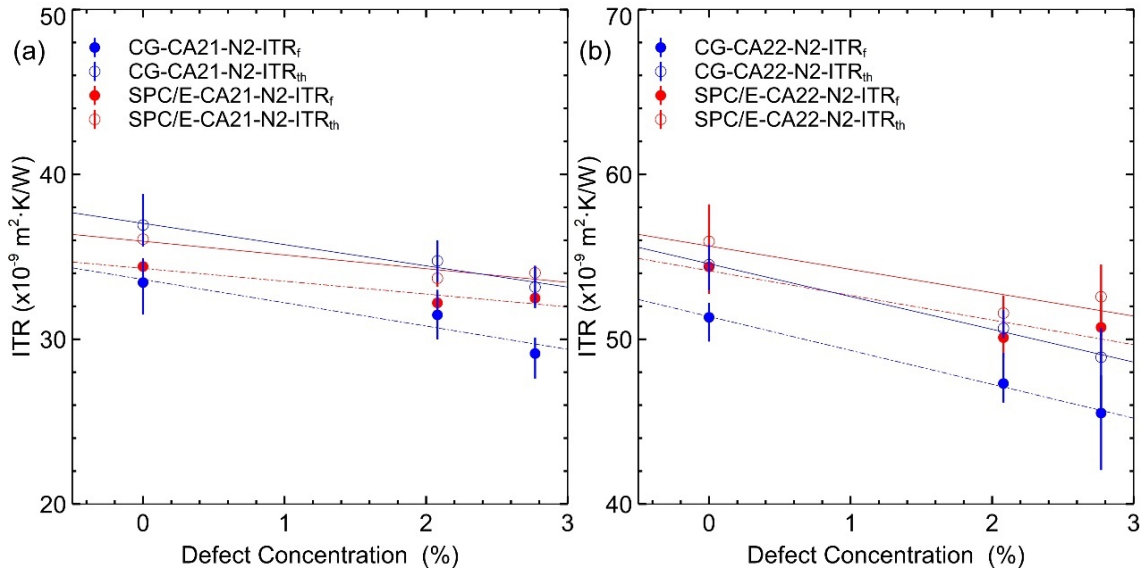 (a)
CG-CA21-N2-ITRf
CG-CA21-N2-ITRth
SPC/E-CA21-N2-ITRf
SPC/E-CA21-N2-ITRth
ITR (x10⁻⁹ m²·K/W)
50
40
30
20
0
1
2
3
Defect Concentration (%)
(b)
CG-CA22-N2-ITRf
CG-CA22-N2-ITRth
SPC/E-CA22-N2-ITRf
SPC/E-CA22-N2-ITRth
ITR (x10⁻⁹ m²·K/W)
70
60
50
40
0
1
2
3
Defect Concentration (%)